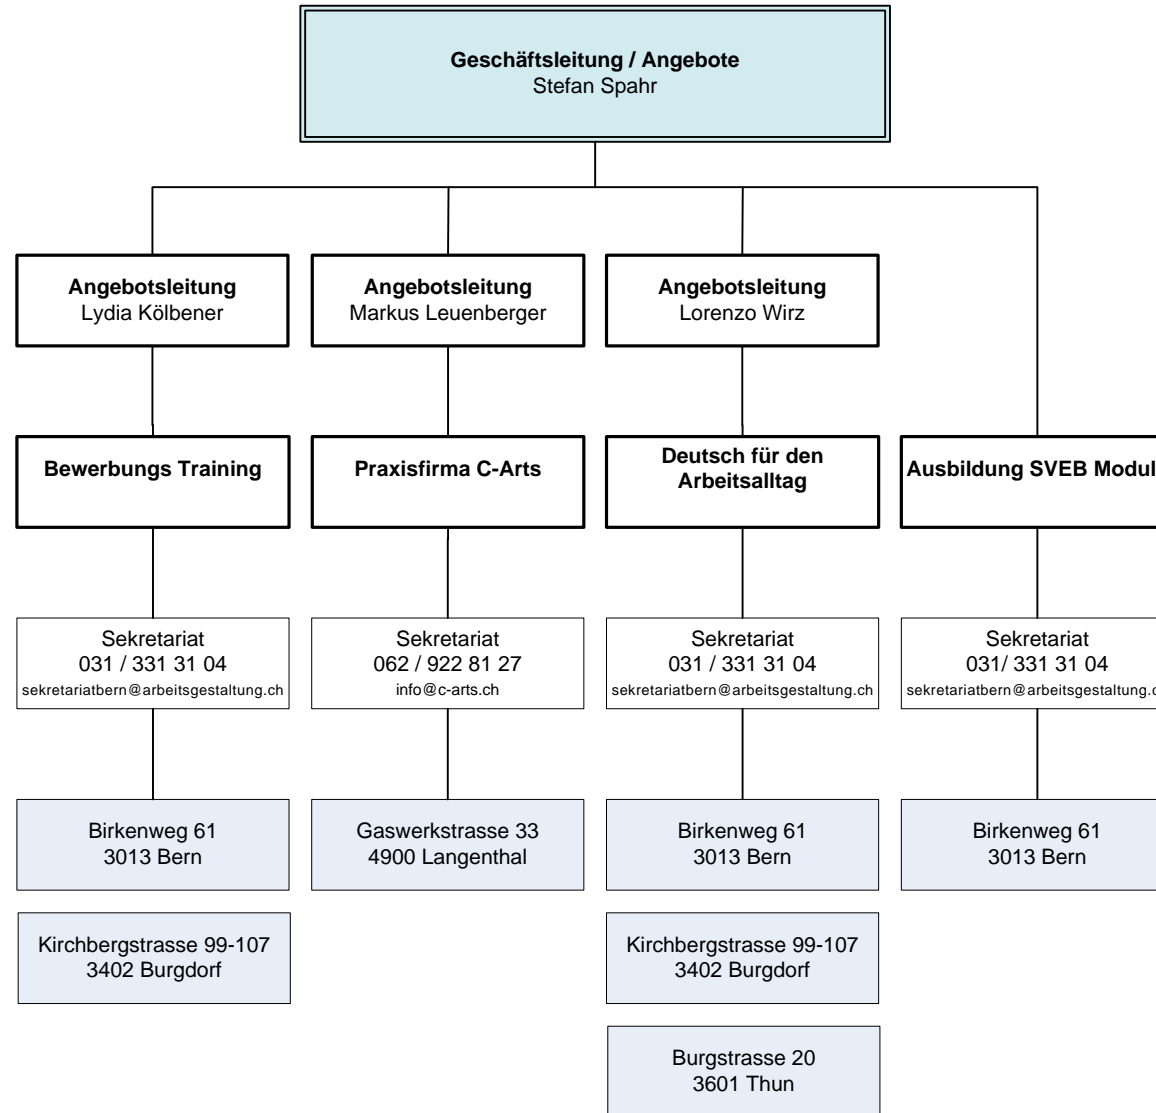 Geschäftsleitung / Angebote
Stefan Spahr
Angebotsleitung
Lydia Kölbener
Angebotsleitung
Markus Leuenberger
Angebotsleitung
Lorenzo Wirz
Bewerbungs Training
Praxisfirma C-Arts
Deutsch für den
Arbeitsalltag
Ausbildung SVEB Modul
Sekretariat
031 / 331 31 04
sekretariatbern@arbeitsgestaltung.ch
Sekretariat
062 / 922 81 27
info@c-arts.ch
Sekretariat
031 / 331 31 04
sekretariatbern@arbeitsgestaltung.ch
Sekretariat
031/ 331 31 04
sekretariatbern@arbeitsgestaltung.c
Birkenweg 61
3013 Bern
Gaswerkstrasse 33
4900 Langenthal
Birkenweg 61
3013 Bern
Birkenweg 61
3013 Bern
Kirchbergstrasse 99-107
3402 Burgdorf
Kirchbergstrasse 99-107
3402 Burgdorf
Burgstrasse 20
3601 Thun